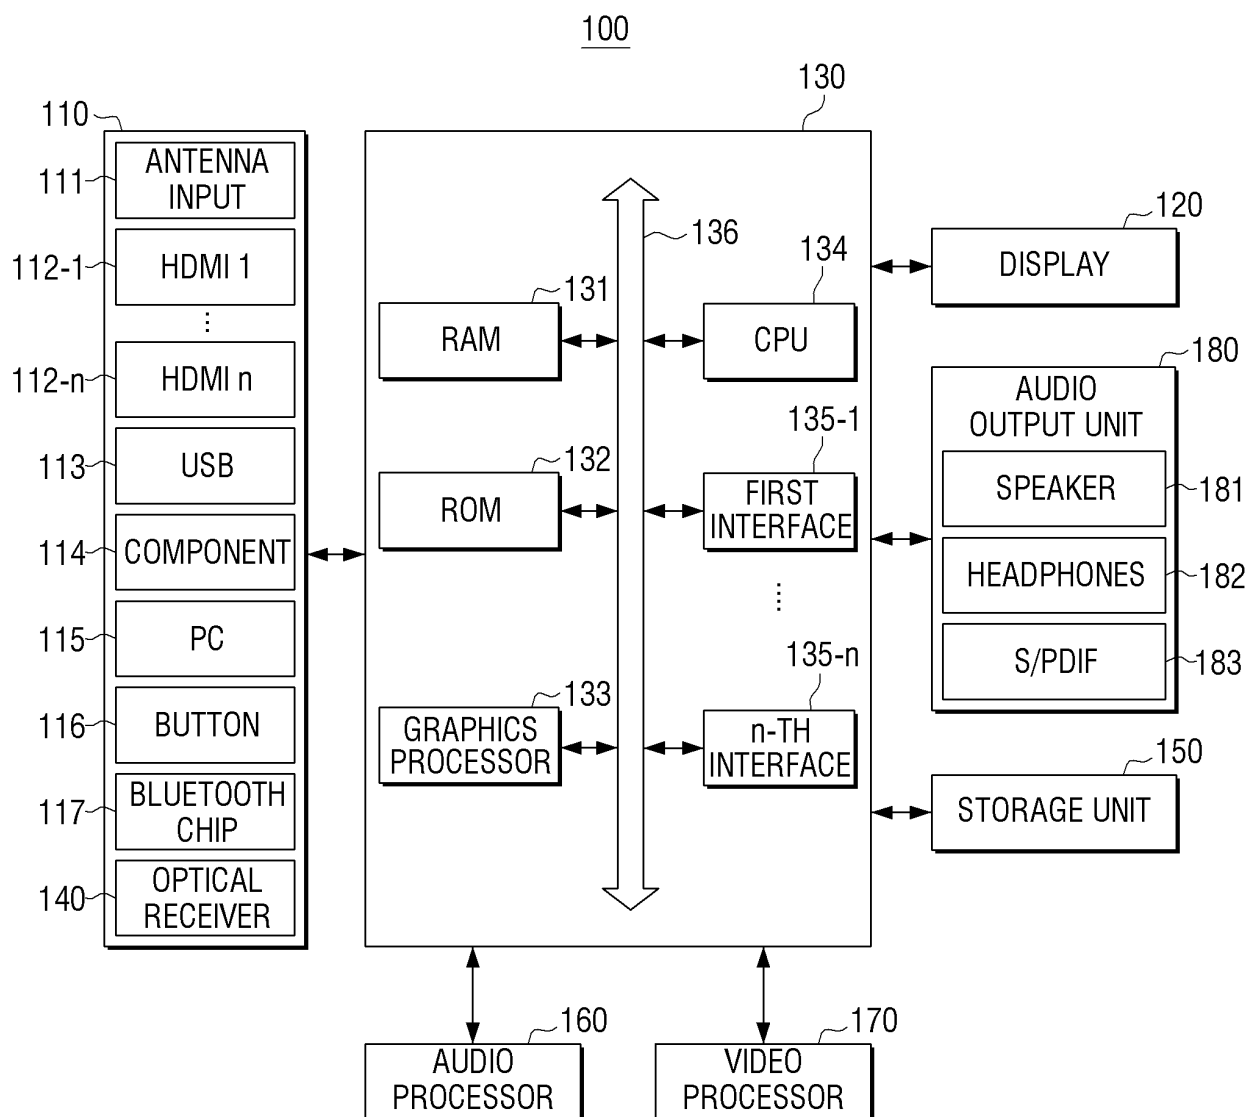 100
110
111
ANTENNA
INPUT
112-1
HDMI 1
112-n
HDMI n
113
USB
114
COMPONENT
115
PC
116
BUTTON
117
BLUETOOTH
CHIP
140
OPTICAL
RECEIVER
130
136
131
RAM
132
ROM
133
GRAPHICS
PROCESSOR
134
CPU
135-1
FIRST
INTERFACE
135-n
n-TH
INTERFACE
120
DISPLAY
180
AUDIO
OUTPUT UNIT
SPEAKER
181
HEADPHONES
182
S/PDIF
183
150
STORAGE UNIT
160
AUDIO
PROCESSOR
170
VIDEO
PROCESSOR